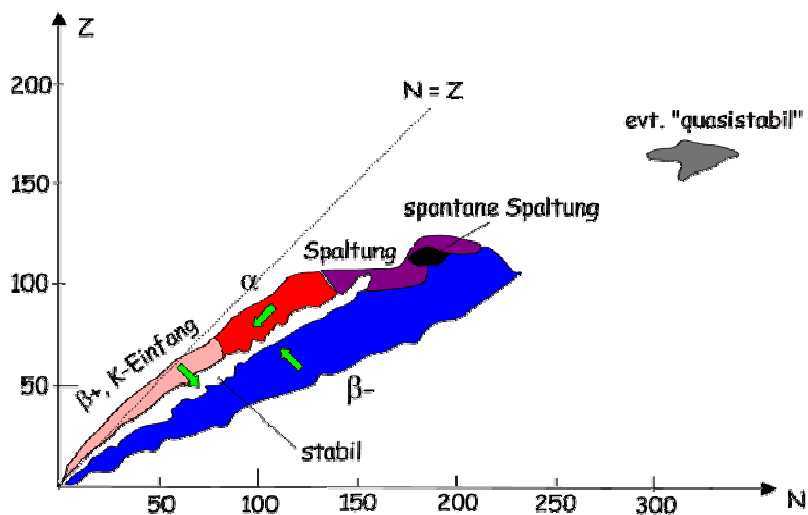 Z
200
N = Z
evt. "quasistabil"
150
spontane Spaltung
Spaltung
100
α
β+, K-Einfang
50
β-
stabil
50
100
150
200
250
300
N